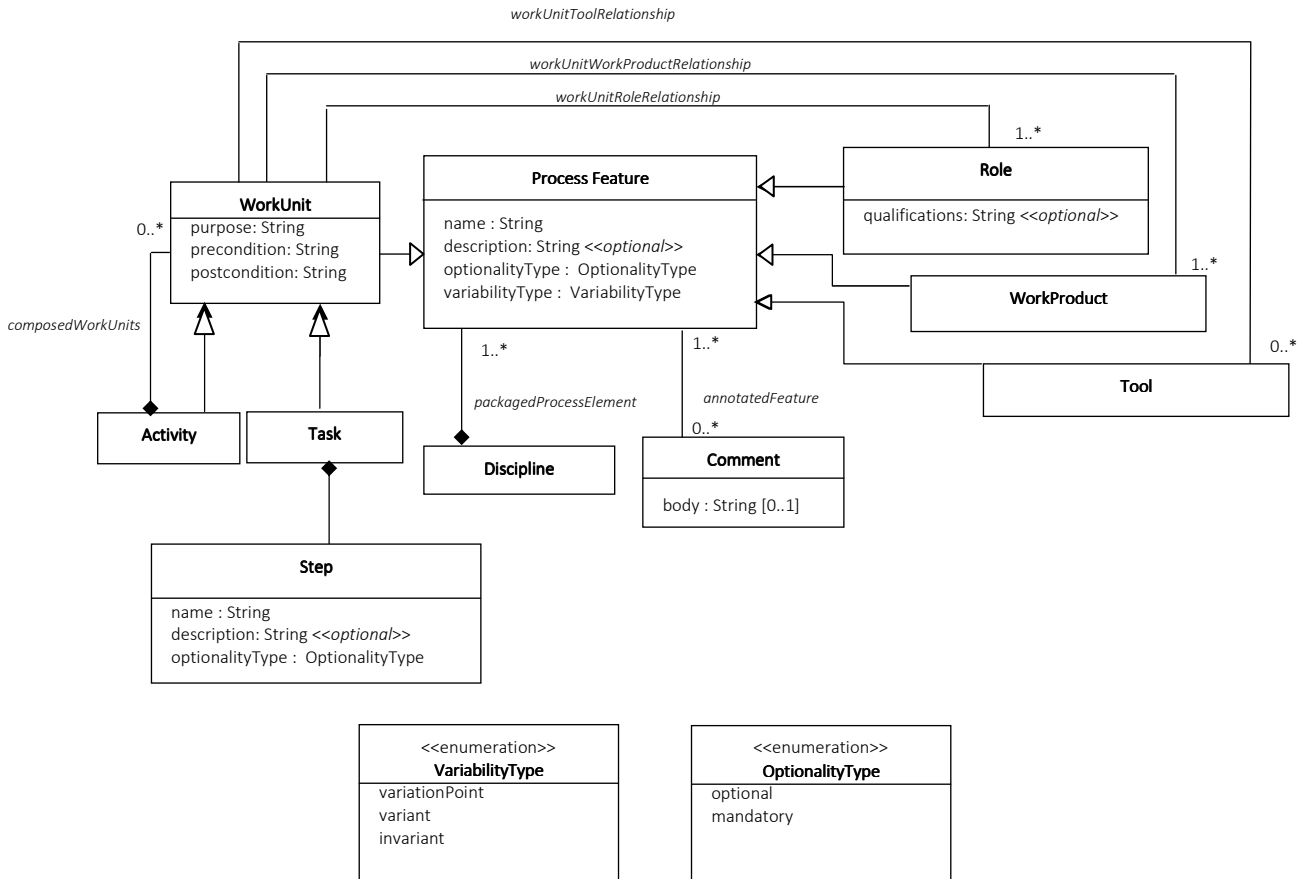 workUnitToolRelationship
workUnitWorkProductRelationship
workUnitRoleRelationship
1..*
Role
qualifications: String <<optional>>
Process Feature
name : String
description: String <<optional>>
optionalityType : OptionalityType
variabilityType : VariabilityType
WorkUnit
purpose: String
precondition: String
postcondition: String
0..*
1..*
WorkProduct
composedWorkUnits
0..*
Tool
1..*
1..*
packagedProcessElement
annotatedFeature
0..*
Activity
Task
Discipline
Comment
body : String [0..1]
Step
name : String
description: String <<optional>>
optionalityType : OptionalityType
<<enumeration>>
VariabilityType
variationPoint
variant
invariant
<<enumeration>>
OptionalityType
optional
mandatory